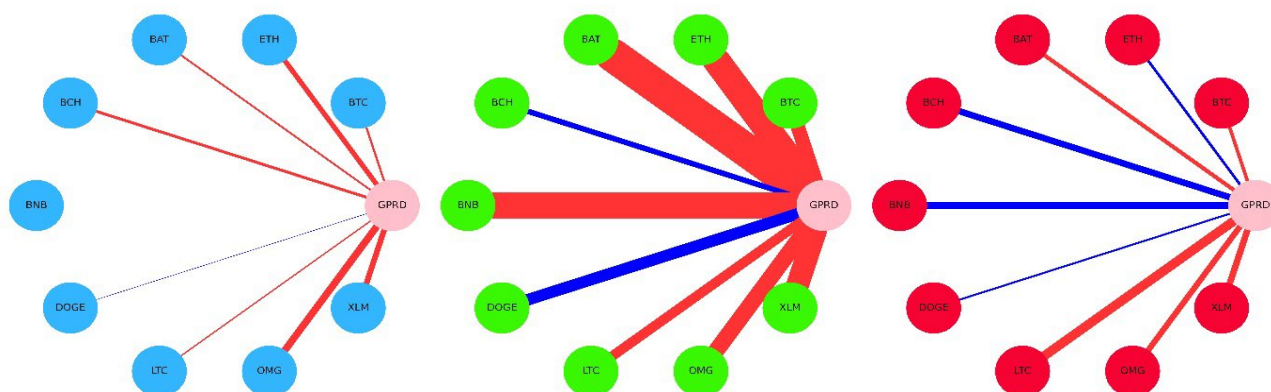 BAT
ETH
BTC
BCH
GPRD
BNB
DOGE
XLM
LTC
OMG
BAT
ETH
BTC
BCH
GPRD
BNB
DOGE
XLM
LTC
OMG
BAT
ETH
BTC
BCH
GPRD
BNB
DOGE
XLM
LTC
OMG